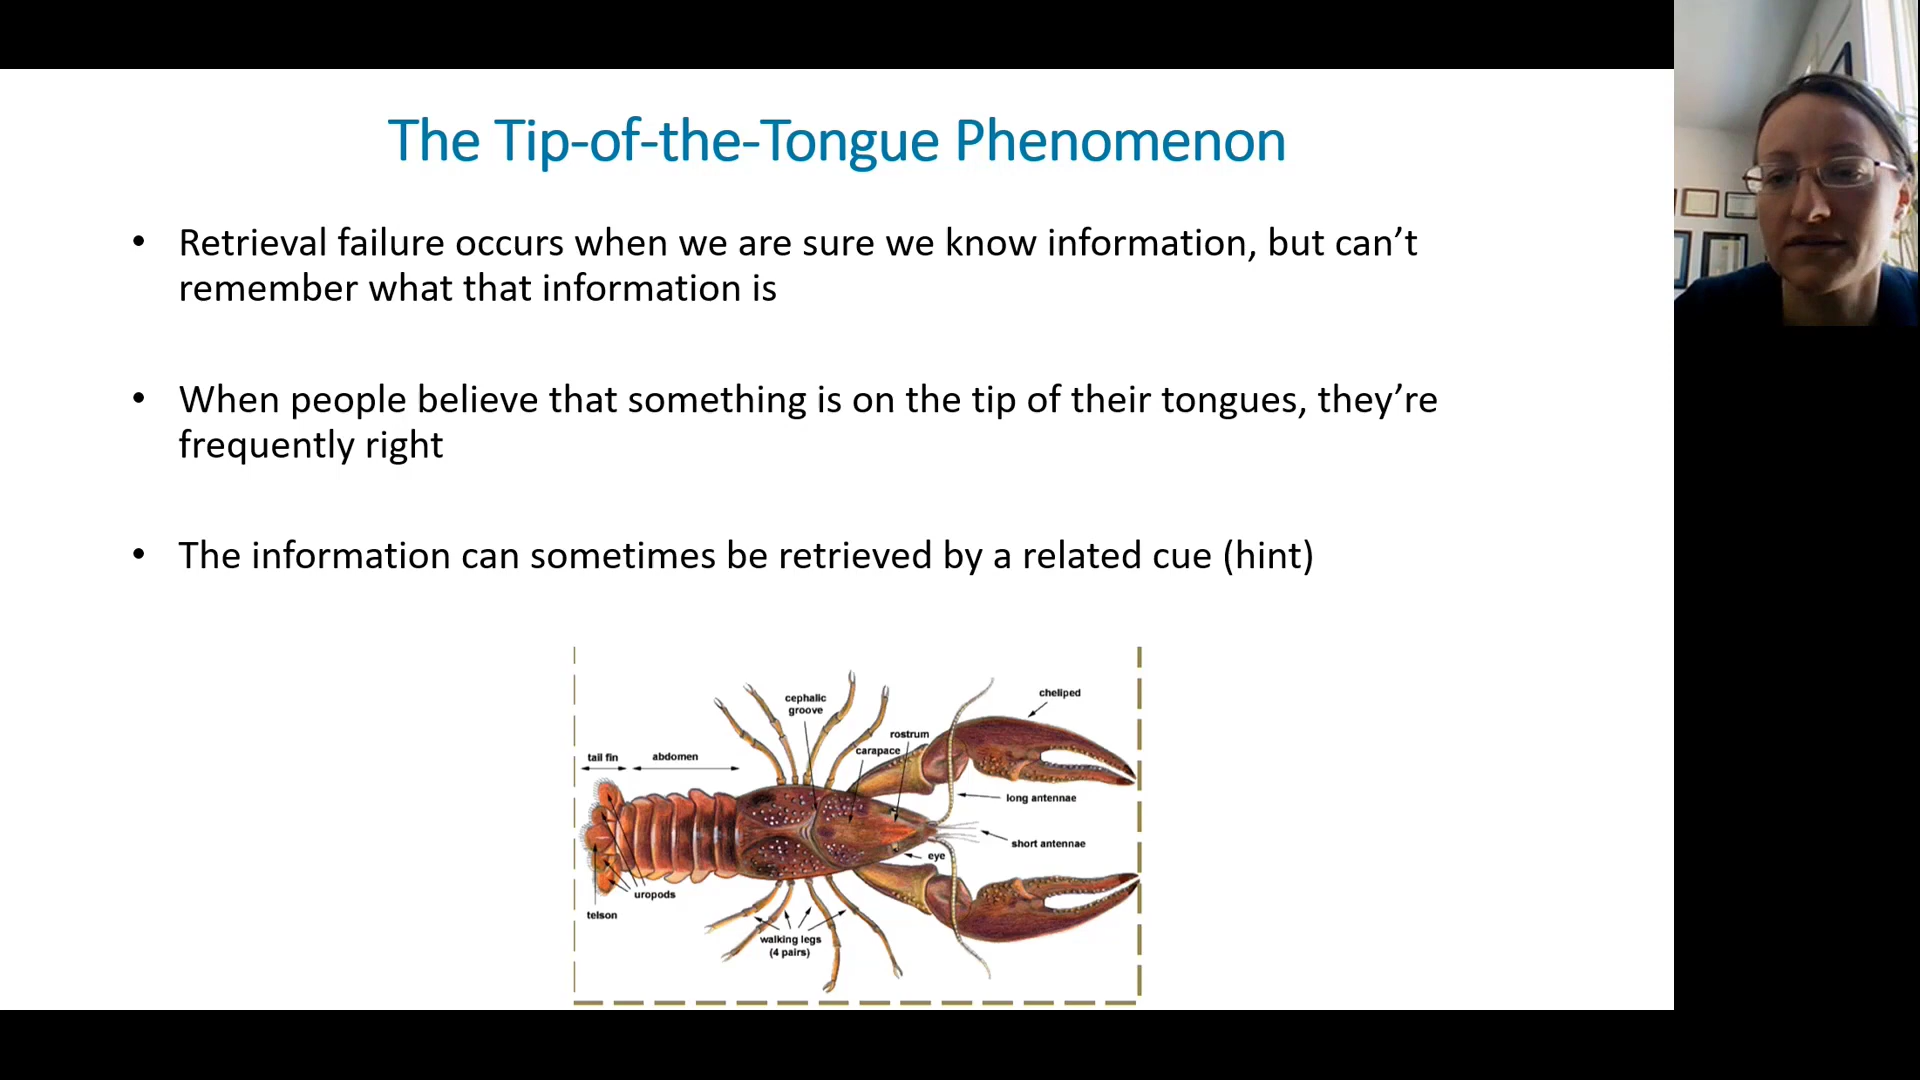 The Tip-of-the-Tongue Phenomenon
• Retrieval failure occurs when we are sure we know information, but can’t
remember what that information is
• When people believe that something is on the tip of their tongues, they’re
frequently right
• The information can sometimes be retrieved by a related cue (hint)
cheliped
cephalic
groove
rostrum
carapace
tail fin
abdomen
long antennae
short antennae
eye
uropods
telson
walking legs
(4 pairs)